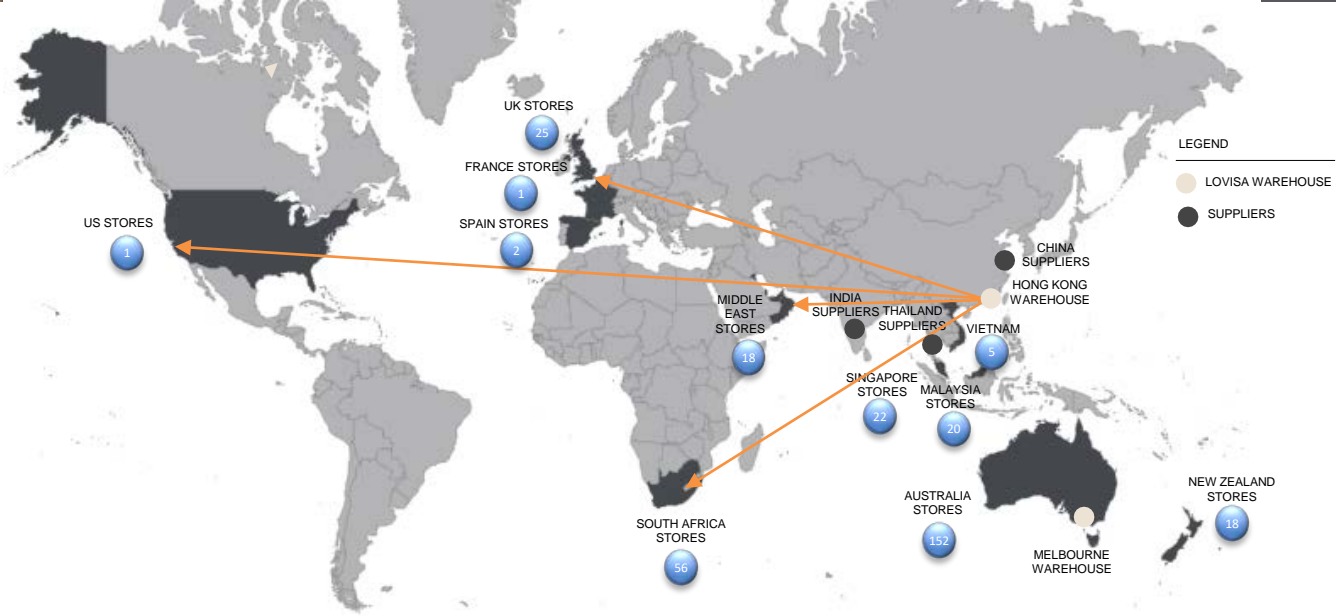 UK STORES
25
FRANCE STORES
1
SPAIN STORES
2
US STORES
1
LEGEND
LOVISA WAREHOUSE
SUPPLIERS
CHINA
SUPPLIERS
HONG KONG
WAREHOUSE
INDIA
SUPPLIERS
THAILAND
SUPPLIERS
VIETNAM
5
MIDDLE
EAST
STORES
18
SINGAPORE
STORES
22
MALAYSIA
STORES
20
AUSTRALIA
STORES
152
NEW ZEALAND
STORES
18
SOUTH AFRICA
STORES
56
MELBOURNE
WAREHOUSE